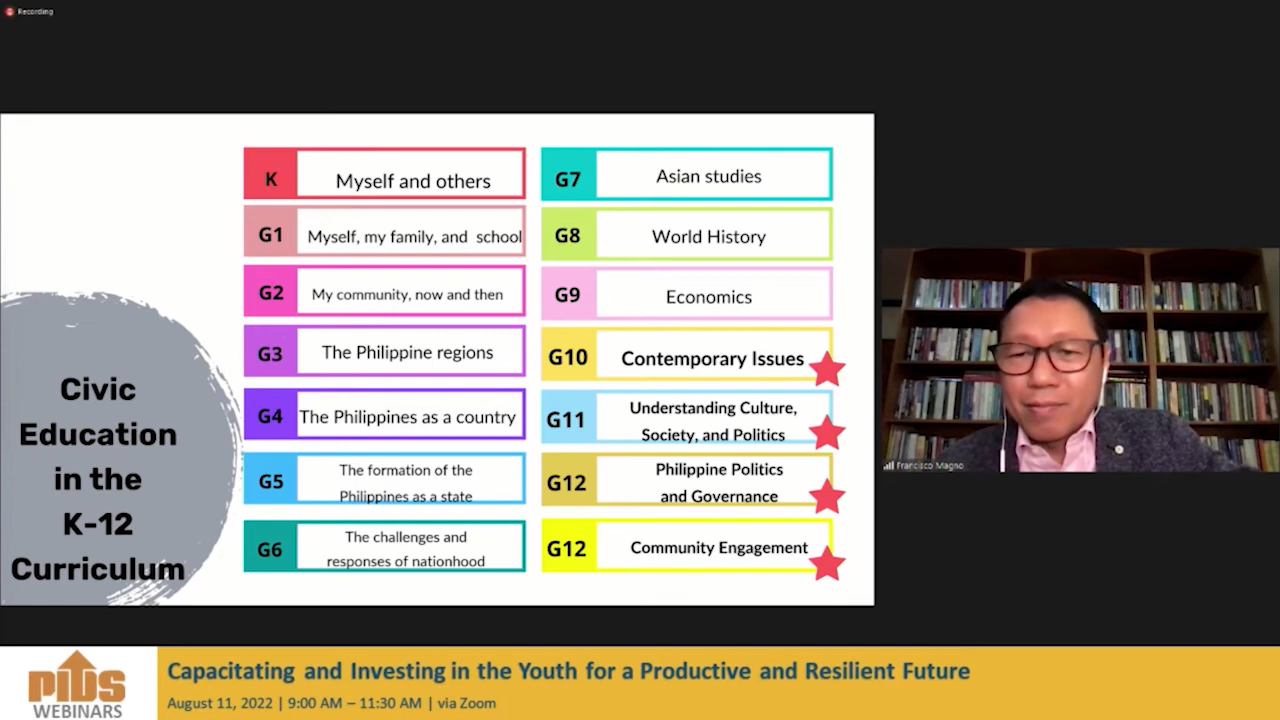 Recording
Civic
Education
in the
K-12
Curriculum
K
Myself and others
G1
Myself, my family, and school
G2
My community, now and then
G3
The Philippine regions
G4
The Philippines as a country
G5
The formation of the
Philippines as a state
G6
The challenges and
responses of nationhood
G7
Asian studies
G8
World History
G9
Economics
G10
Contemporary Issues
G11
Understanding Culture,
Society, and Politics
G12
Philippine Politics
and Governance
G12
Community Engagement
Francisco Magno
PIDS
WEBINARS
Capacitating and Investing in the Youth for a Productive and Resilient Future
August 11, 2022 | 9:00 AM – 11:30 AM | via Zoom